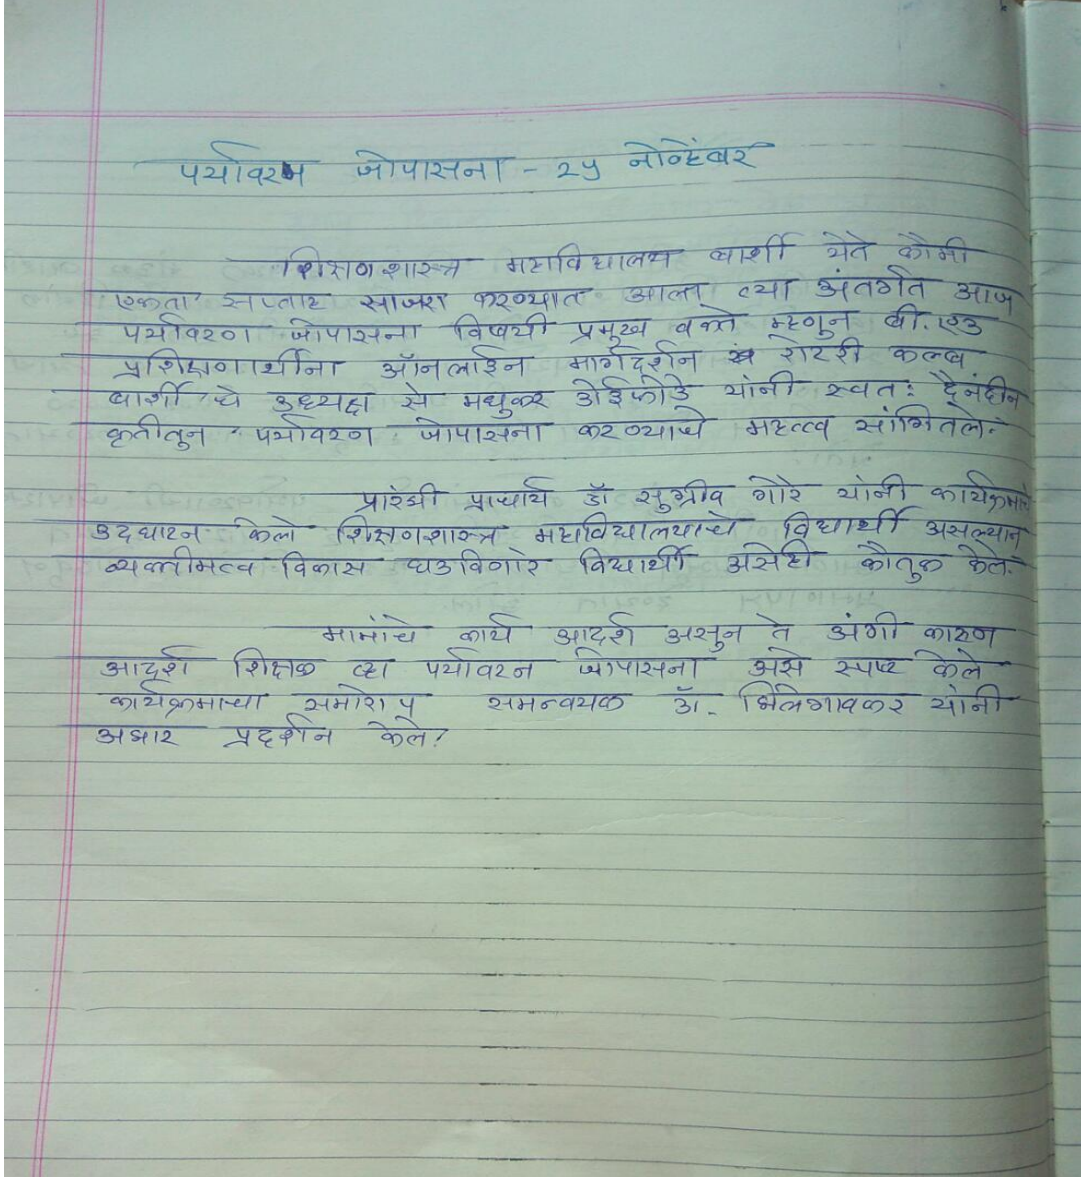 पर्यावरण जोपासना - २५ नोव्हेंबर
शिक्षणशास्त्र महाविद्यालय बार्शी येते कौमी
एकता सप्ताह साजरा करण्यात आला त्या अंतर्गत आज
पर्यावरण जोपासना विषयी प्रमुख वक्ते म्हणुन बी.एड
प्रशिक्षणार्थीना ऑनलाईन मार्गदर्शन रोटरी कल्ब
बार्शी चे अध्यक्ष से मधुकर डोईफोडे यांनी स्वतः दैनंदीन
कृतीतुन पर्यावरण जोपासना करण्याचे महत्त्व सांगितले.
प्रारंभी प्राचार्य डॉ सुग्रीव गोरे यांनी कार्यक्रमाचे
उदघाटन केले शिक्षणशास्त्र महाविद्यालयाचे विद्यार्थी असल्यान
व्यक्तीमत्व विकास घडविणारे विद्यार्थी असेही कौतुक केले.
मामांचे कार्य आदर्श असुन ते अंगी कारुण
आदर्श शिक्षक व्हा पर्यावरन जोपासना असे स्पष्ट केले
कार्यक्रमाचा समारोप समन्वयक डॉ. भिलेगावकर यांनी
अभार प्रदर्शन केले?